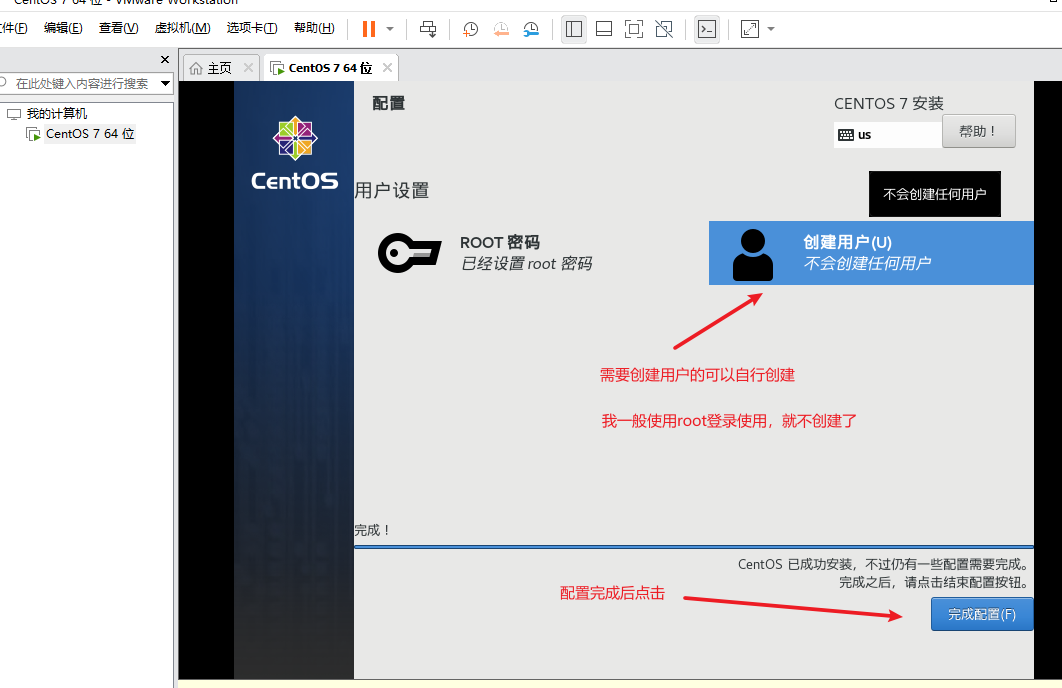 CentOS 7 64 位 - VMware Workstation
文件(F) 编辑(E) 查看(V) 虚拟机(M) 选项卡(T) 帮助(H)
在此处键入内容进行搜索
我的计算机
CentOS 7 64 位
主页
CentOS 7 64 位
CentOS
配置
CENTOS 7 安装
us
帮助！
用户设置
不会创建任何用户
ROOT 密码
已经设置 root 密码
创建用户(U)
不会创建任何用户
需要创建用户的可以自行创建
我一般使用root登录使用，就不创建了
完成！
CentOS 已成功安装，不过仍有一些配置需要完成。
完成之后，请点击结束配置按钮。
配置完成后点击
完成配置(F)